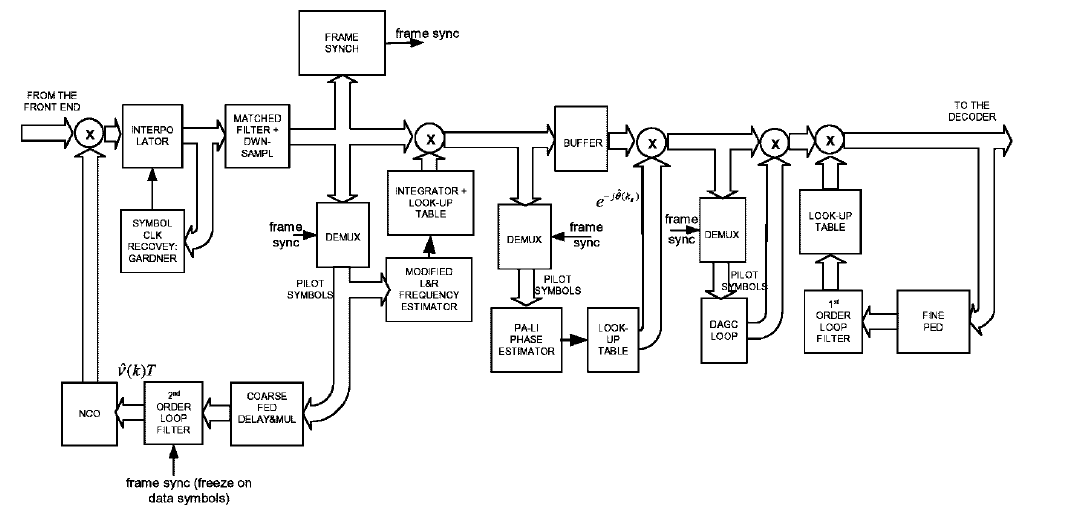 FRAME
SYNCH
frame sync
FROM THE
FRONT END
X
INTERPO
LATOR
MATCHED
FILTER +
DWN-
SAMPL
X
BUFFER
X
X
X
TO THE
DECODER
SYMBOL
CLK
RECOVEY:
GARDNER
frame
sync
DEMUX
PILOT
SYMBOLS
INTEGRATOR +
LOOK-UP
TABLE
MODIFIED
L&R
FREQUENCY
ESTIMATOR
DEMUX
frame
sync
PILOT
SYMBOLS
PA-LI
PHASE
ESTIMATOR
LOOK-
UP
TABLE
e^{-jθ̂(k_s)}
frame
sync
DEMUX
PILOT
SYMBOLS
DAGC
LOOP
LOOK-UP
TABLE
1st
ORDER
LOOP
FILTER
FINE
PED
ν̂(k)T
NCO
2nd
ORDER
LOOP
FILTER
COARSE
FED
DELAY&MUL
frame sync (freeze on
data symbols)